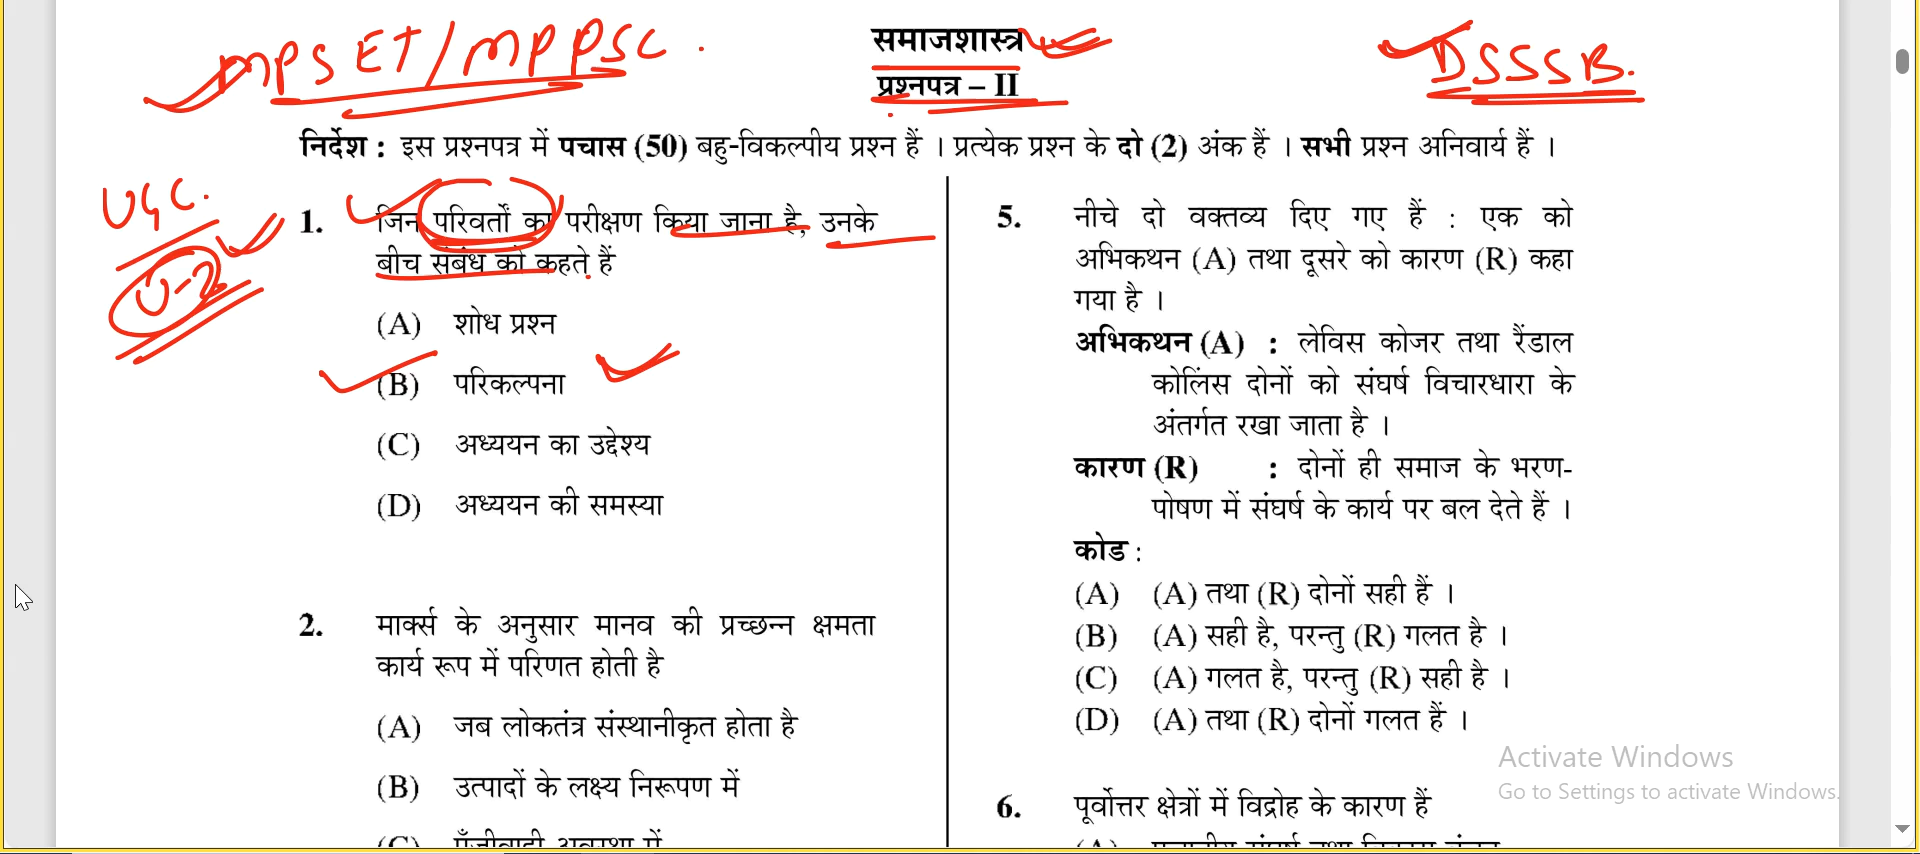 MPSET/MPPSC.
समाजशास्त्र
DSSSB.
प्रश्नपत्र – II
निर्देश : इस प्रश्नपत्र में पचास (50) बहु-विकल्पीय प्रश्न हैं । प्रत्येक प्रश्न के दो (2) अंक हैं । सभी प्रश्न अनिवार्य हैं ।
UGC.
U-2
1. जिन परिवर्तों का परीक्षण किया जाना है, उनके
बीच संबंध को कहते हैं
(A) शोध प्रश्न
(B) परिकल्पना
(C) अध्ययन का उद्देश्य
(D) अध्ययन की समस्या
2. मार्क्स के अनुसार मानव की प्रच्छन्न क्षमता
कार्य रूप में परिणत होती है
(A) जब लोकतंत्र संस्थानीकृत होता है
(B) उत्पादों के लक्ष्य निरूपण में
(C) पूँजीवादी अवस्था में
5. नीचे दो वक्तव्य दिए गए हैं : एक को
अभिकथन (A) तथा दूसरे को कारण (R) कहा
गया है ।
अभिकथन (A) : लेविस कोजर तथा रैंडाल
कोलिंस दोनों को संघर्ष विचारधारा के
अंतर्गत रखा जाता है ।
कारण (R) : दोनों ही समाज के भरण-
पोषण में संघर्ष के कार्य पर बल देते हैं ।
कोड :
(A) (A) तथा (R) दोनों सही हैं ।
(B) (A) सही है, परन्तु (R) गलत है ।
(C) (A) गलत है, परन्तु (R) सही है ।
(D) (A) तथा (R) दोनों गलत हैं ।
6. पूर्वोत्तर क्षेत्रों में विद्रोह के कारण हैं
Activate Windows
Go to Settings to activate Windows.